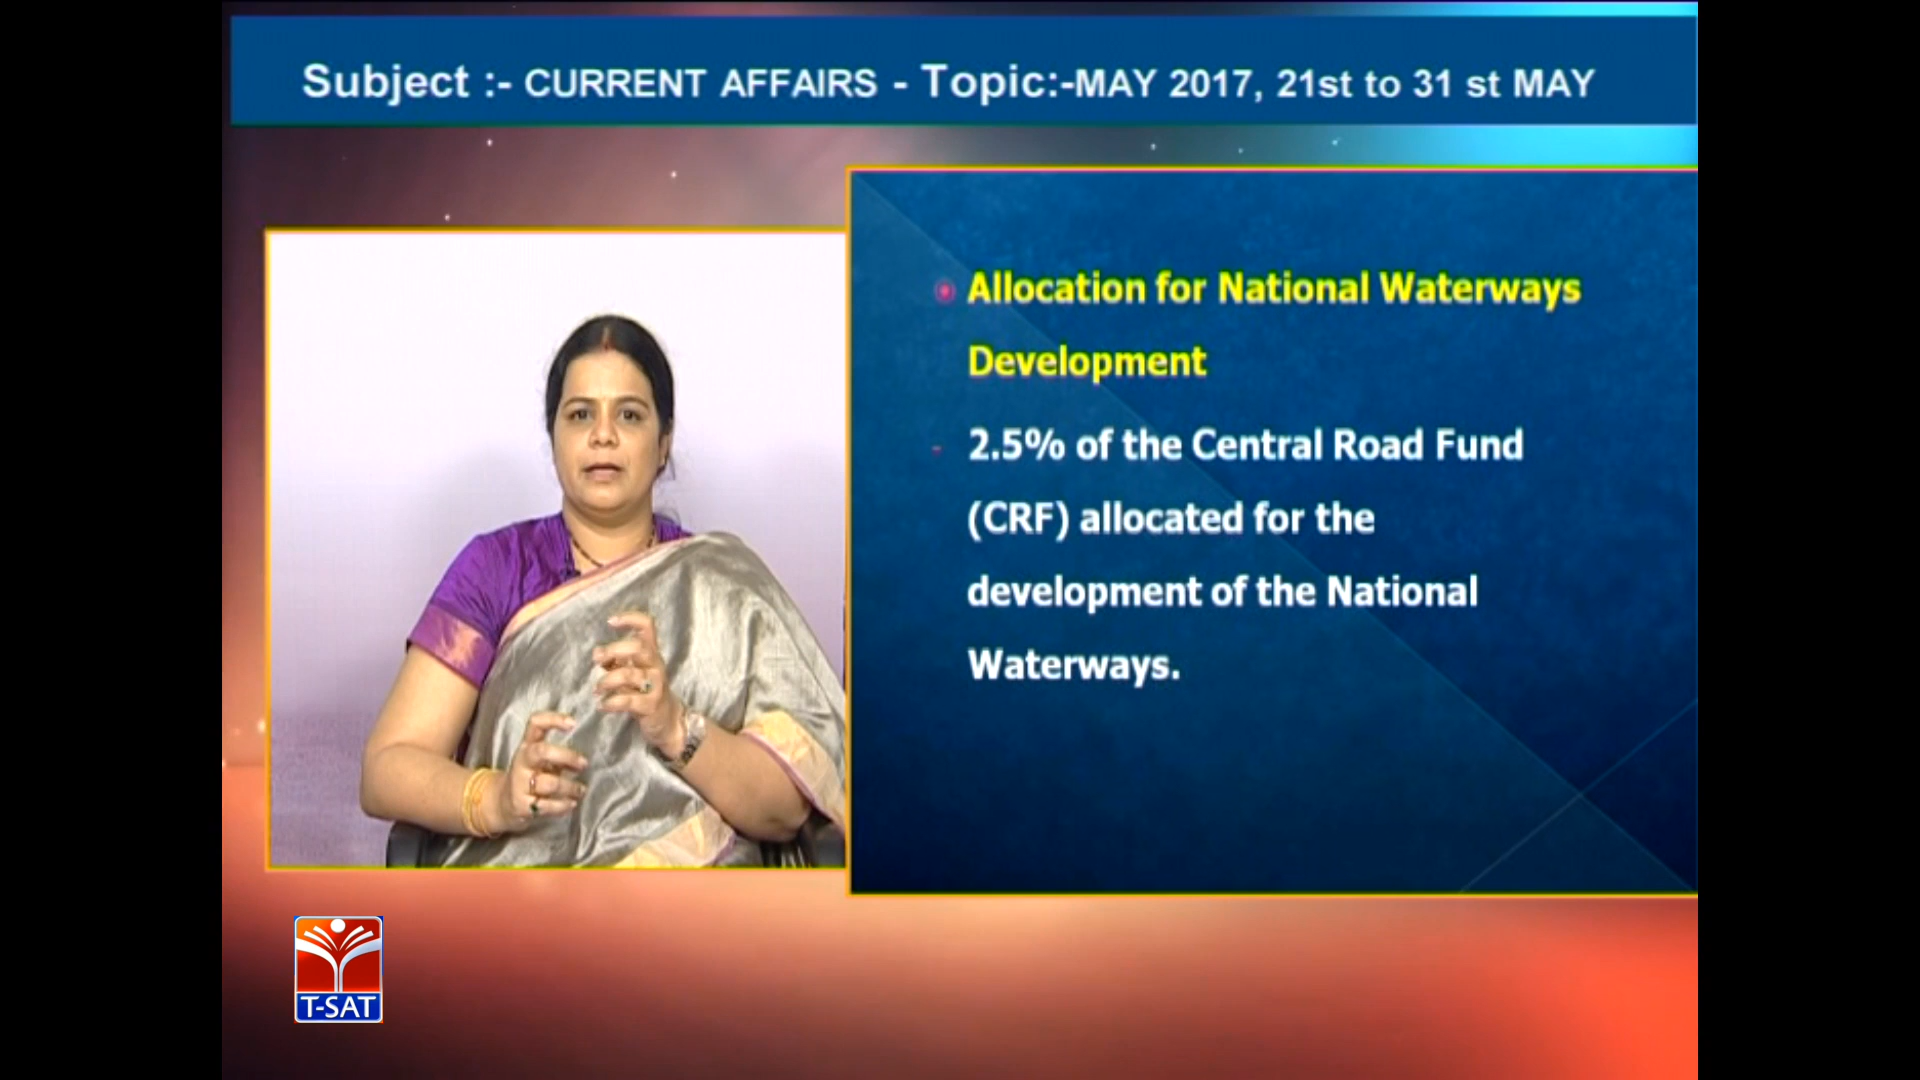 Subject :- CURRENT AFFAIRS - Topic:-MAY 2017, 21st to 31 st MAY
Allocation for National Waterways
Development
- 2.5% of the Central Road Fund
(CRF) allocated for the
development of the National
Waterways.
T-SAT